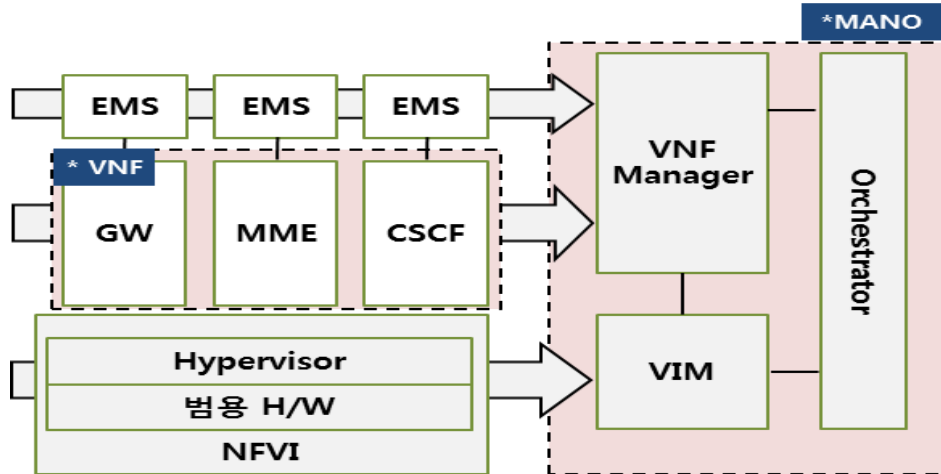 *MANO
EMS
EMS
EMS
* VNF
GW
MME
CSCF
VNF
Manager
Orchestrator
Hypervisor
범용 H/W
NFVI
VIM